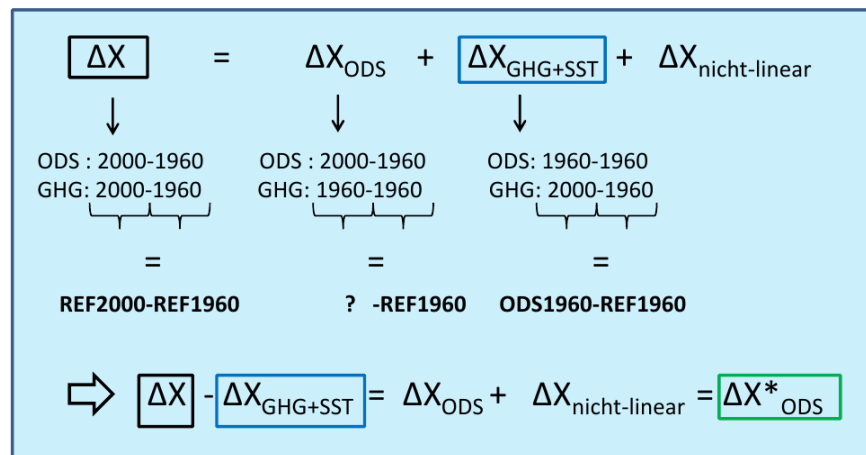 ΔX = ΔX_ODS + ΔX_GHG+SST + ΔX_nicht-linear
ODS : 2000-1960 ODS : 2000-1960 ODS: 1960-1960
GHG: 2000-1960 GHG: 1960-1960 GHG: 2000-1960
= = =
REF2000-REF1960 ? -REF1960 ODS1960-REF1960
ΔX - ΔX_GHG+SST = ΔX_ODS + ΔX_nicht-linear = ΔX*_ODS